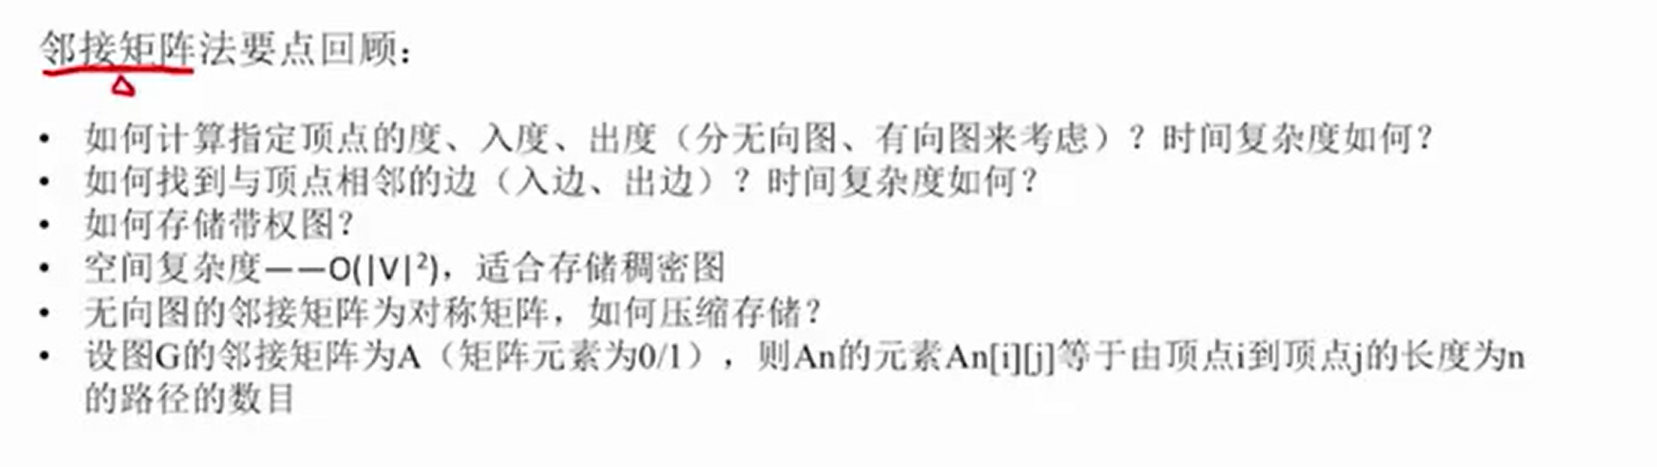 邻接矩阵法要点回顾：
• 如何计算指定顶点的度、入度、出度（分无向图、有向图来考虑）？时间复杂度如何？
• 如何找到与顶点相邻的边（入边、出边）？时间复杂度如何？
• 如何存储带权图？
• 空间复杂度——O(|V|²)，适合存储稠密图
• 无向图的邻接矩阵为对称矩阵，如何压缩存储？
• 设图G的邻接矩阵为A（矩阵元素为0/1），则An的元素An[i][j]等于由顶点i到顶点j的长度为n
的路径的数目